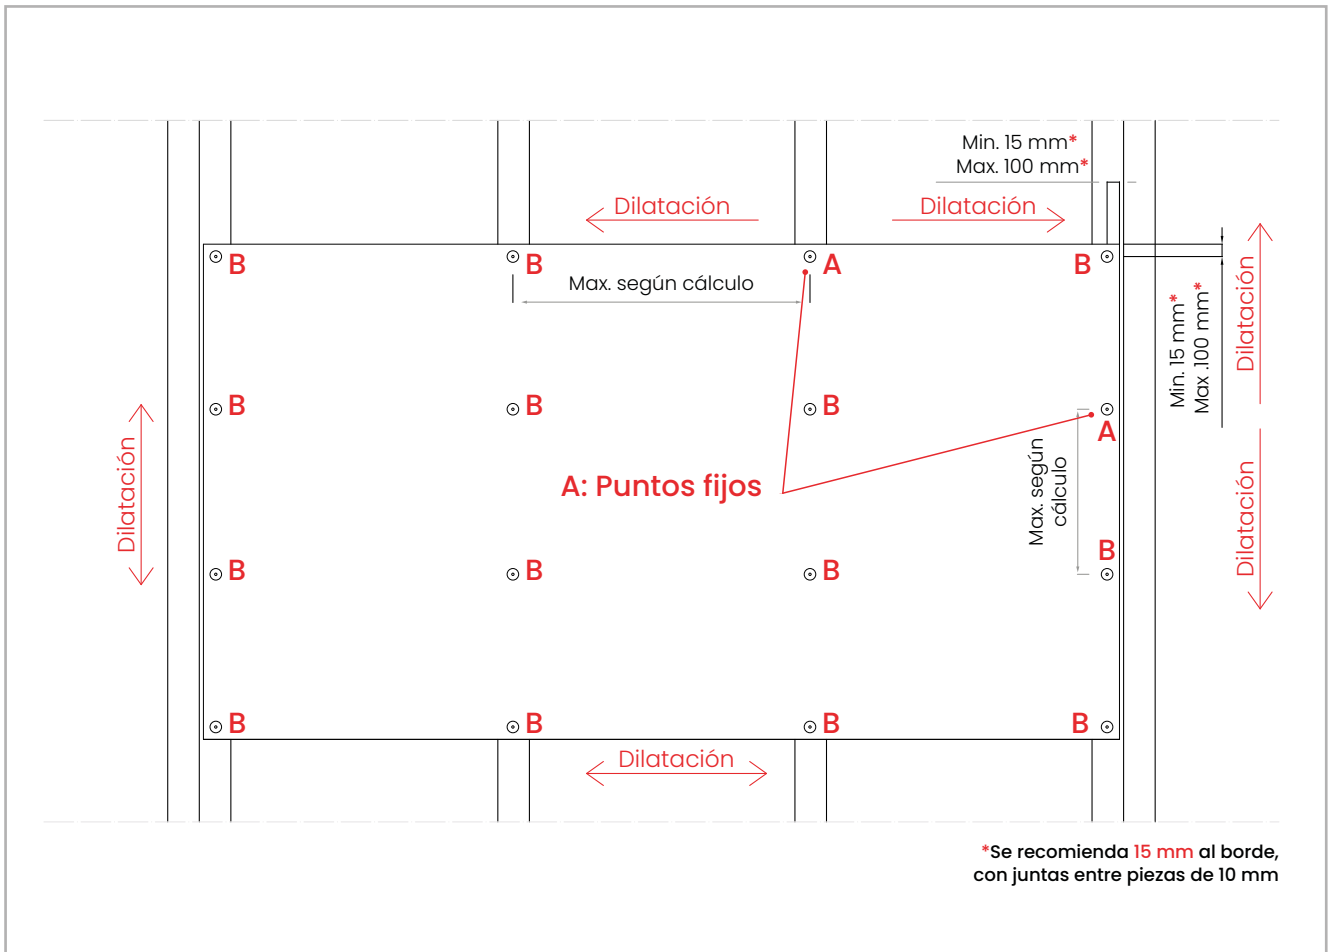 Min. 15 mm*
Max. 100 mm*
Dilatación
Dilatación
B
B
A
B
Max. según cálculo
Min. 15 mm*
Max .100 mm*
Dilatación
B
B
B
A
Dilatación
A: Puntos fijos
Max. según
cálculo
Dilatación
B
B
B
B
B
B
B
B
Dilatación
*Se recomienda 15 mm al borde,
con juntas entre piezas de 10 mm